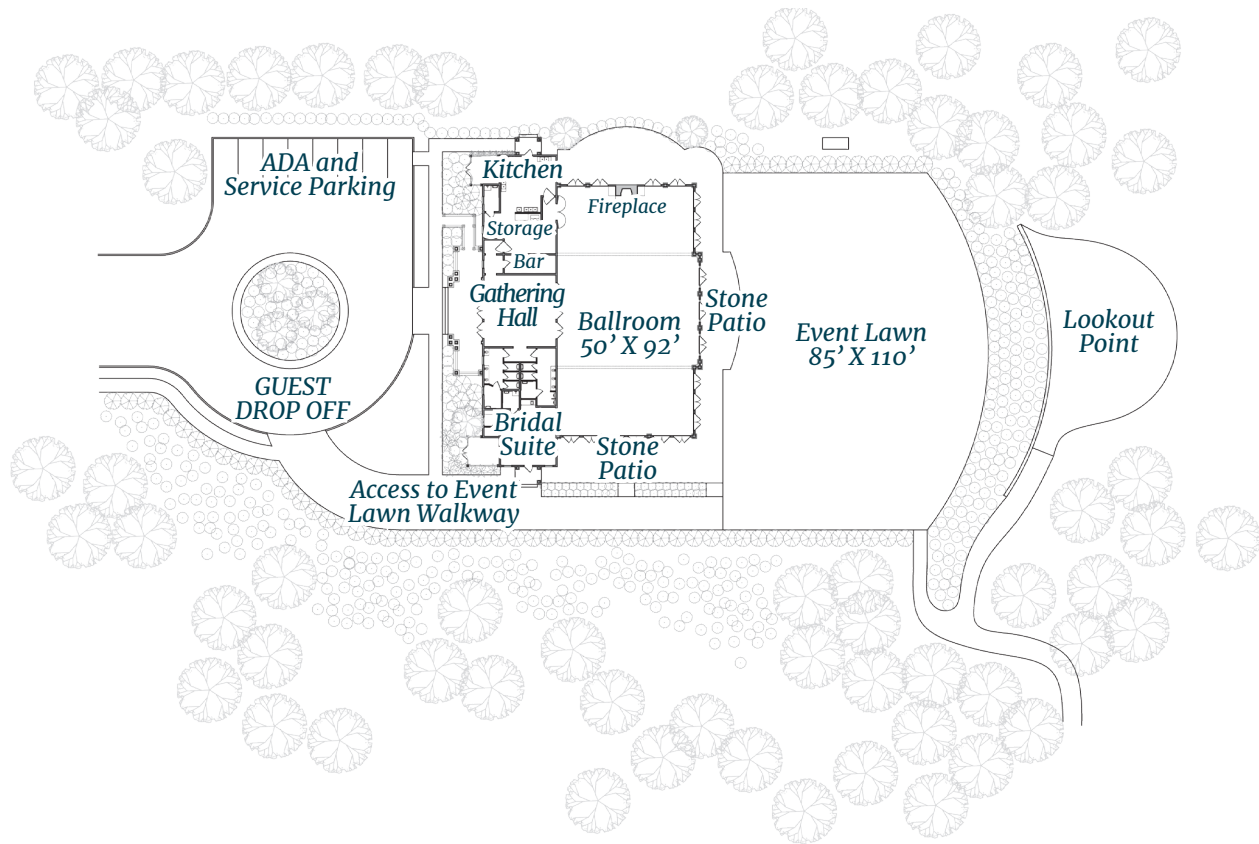 ADA and
Service Parking
Kitchen
Fireplace
Storage
Bar
Gathering
Hall
Ballroom
50’ X 92’
Stone
Patio
Event Lawn
85’ X 110’
Lookout
Point
GUEST
DROP OFF
Bridal
Suite
Stone
Patio
Access to Event
Lawn Walkway